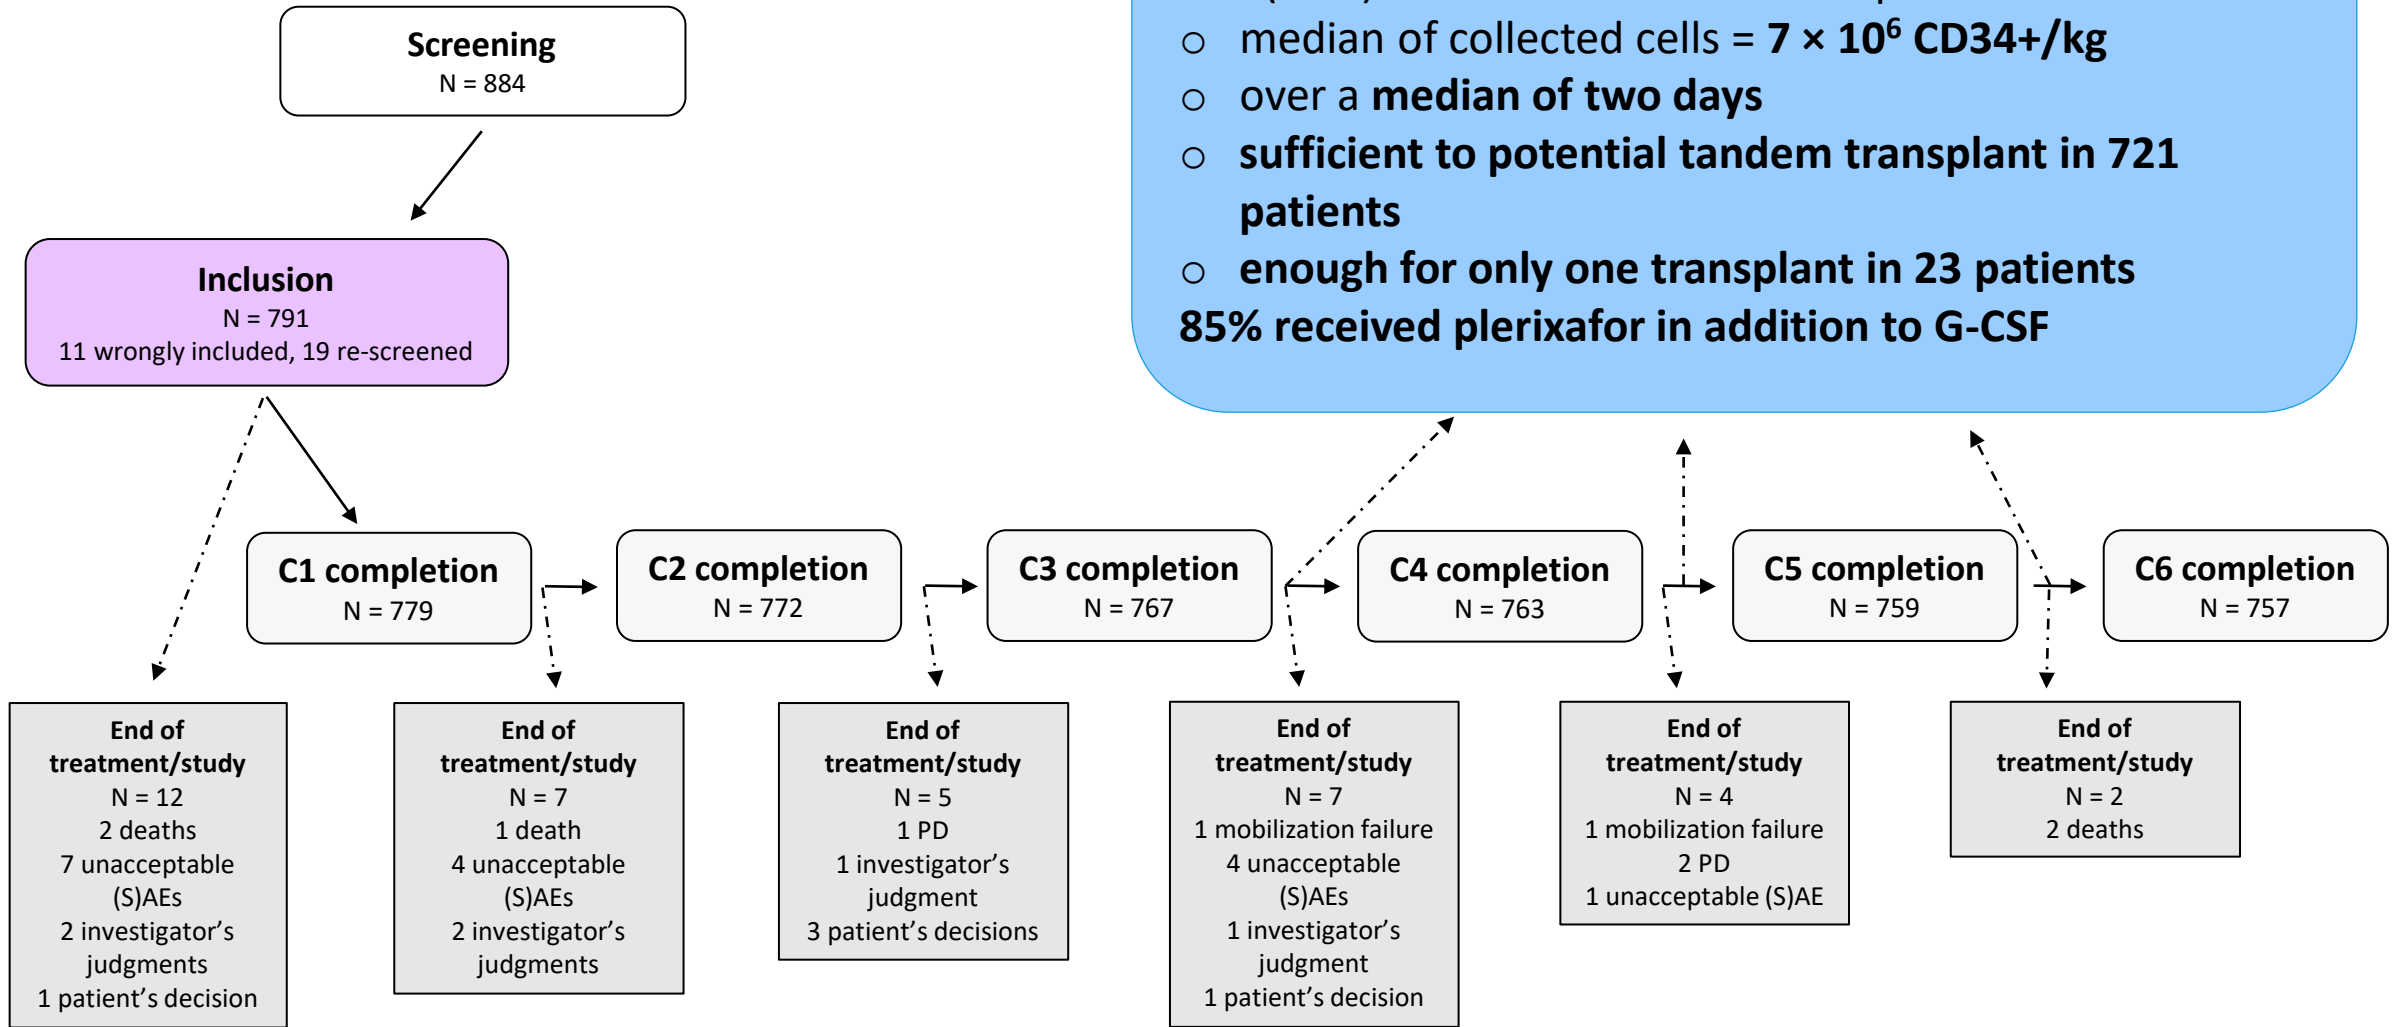 Screening
N = 884
median of collected cells = 7 × 10⁶ CD34+/kg
over a median of two days
sufficient to potential tandem transplant in 721
patients
enough for only one transplant in 23 patients
85% received plerixafor in addition to G-CSF
Inclusion
N = 791
11 wrongly included, 19 re-screened
C1 completion
N = 779
C2 completion
N = 772
C3 completion
N = 767
C4 completion
N = 763
C5 completion
N = 759
C6 completion
N = 757
End of
treatment/study
N = 12
2 deaths
7 unacceptable
(S)AEs
2 investigator’s
judgments
1 patient’s decision
End of
treatment/study
N = 7
1 death
4 unacceptable
(S)AEs
2 investigator’s
judgments
End of
treatment/study
N = 5
1 PD
1 investigator’s
judgment
3 patient’s decisions
End of
treatment/study
N = 7
1 mobilization failure
4 unacceptable
(S)AEs
1 investigator’s
judgment
1 patient’s decision
End of
treatment/study
N = 4
1 mobilization failure
2 PD
1 unacceptable (S)AE
End of
treatment/study
N = 2
2 deaths